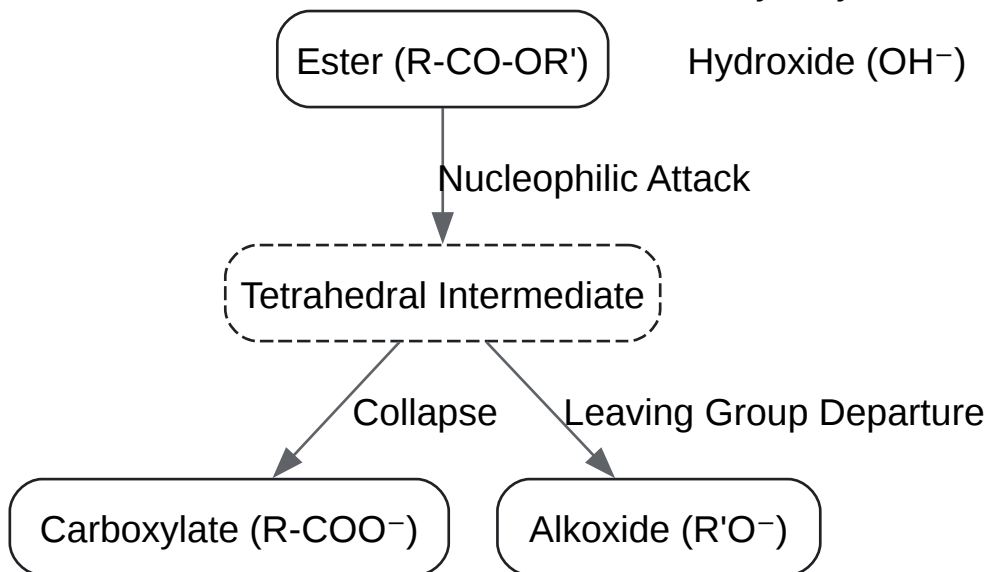 Ester (R-CO-OR')
Hydroxide (OH⁻)
Nucleophilic Attack
Tetrahedral Intermediate
Collapse
Leaving Group Departure
Carboxylate (R-COO⁻)
Alkoxide (R'O⁻)